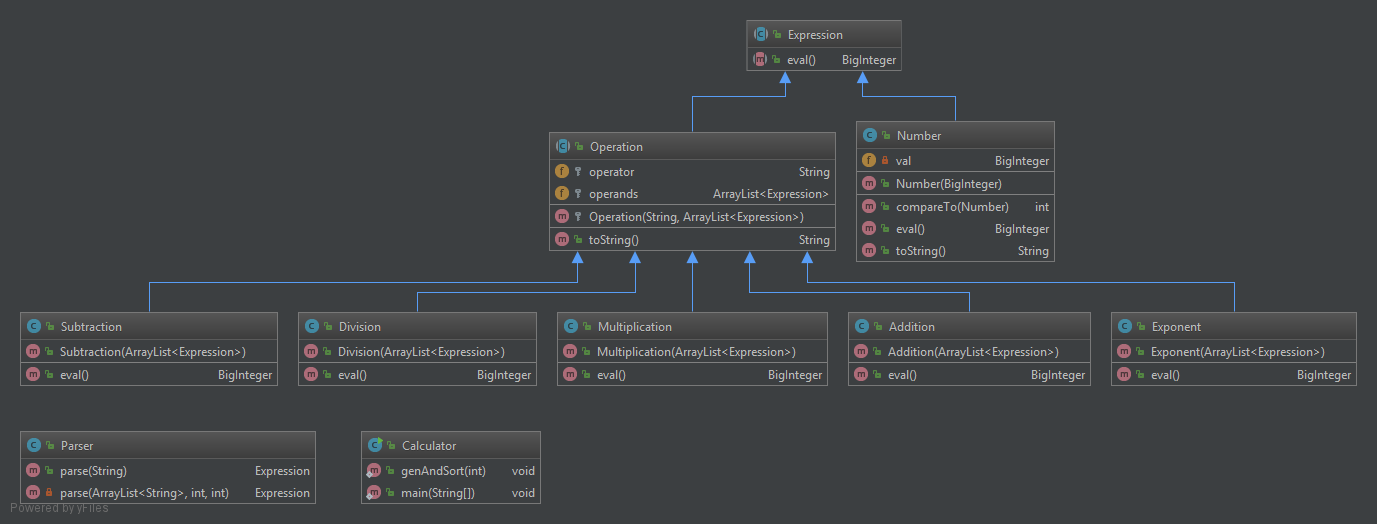 Expression
eval() BigInteger
Operation
operator String
operands ArrayList<Expression>
Operation(String, ArrayList<Expression>)
toString() String
Number
val BigInteger
Number(BigInteger)
compareTo(Number) int
eval() BigInteger
toString() String
Subtraction
Subtraction(ArrayList<Expression>)
eval() BigInteger
Division
Division(ArrayList<Expression>)
eval() BigInteger
Multiplication
Multiplication(ArrayList<Expression>)
eval() BigInteger
Addition
Addition(ArrayList<Expression>)
eval() BigInteger
Exponent
Exponent(ArrayList<Expression>)
eval() BigInteger
Parser
parse(String) Expression
parse(ArrayList<String>, int, int) Expression
Calculator
genAndSort(int) void
main(String[]) void
Powered by yFiles